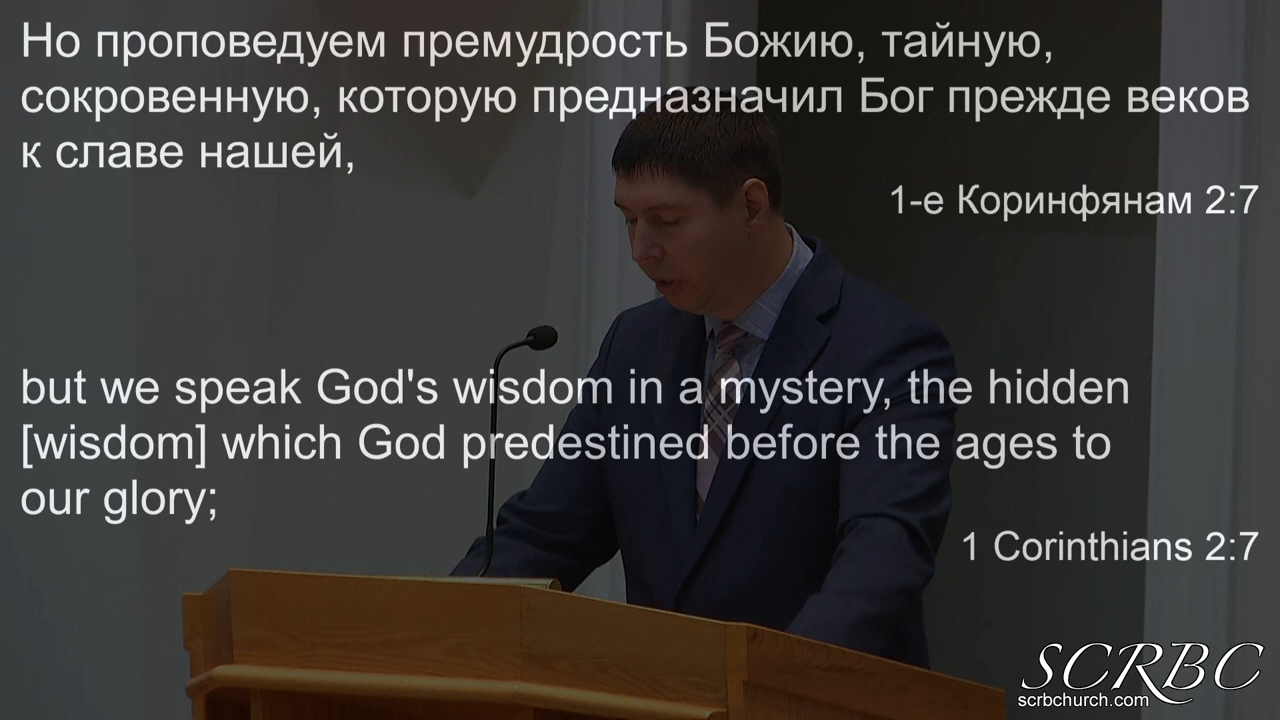 Но проповедуем премудрость Божию, тайную,
сокровенную, которую предназначил Бог прежде веков
к славе нашей,
1-е Коринфянам 2:7
but we speak God's wisdom in a mystery, the hidden
[wisdom] which God predestined before the ages to
our glory;
1 Corinthians 2:7
SCRBC
scrbchurch.com